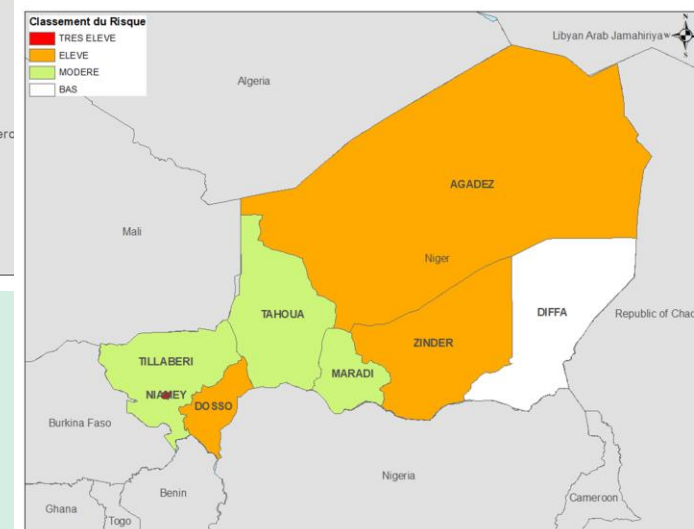 Classement du Risque
TRES ELEVE
ELEVE
MODERE
BAS
Libyan Arab Jamahiriya
W
N
S
Algeria
AGADEZ
Mali
Niger
TAHOUA
DIFFA
Republic of Chad
ZINDER
TILLABERI
MARADI
NIAMEY
DOSSO
Burkina Faso
Nigeria
Benin
Ghana
Togo
Cameroon